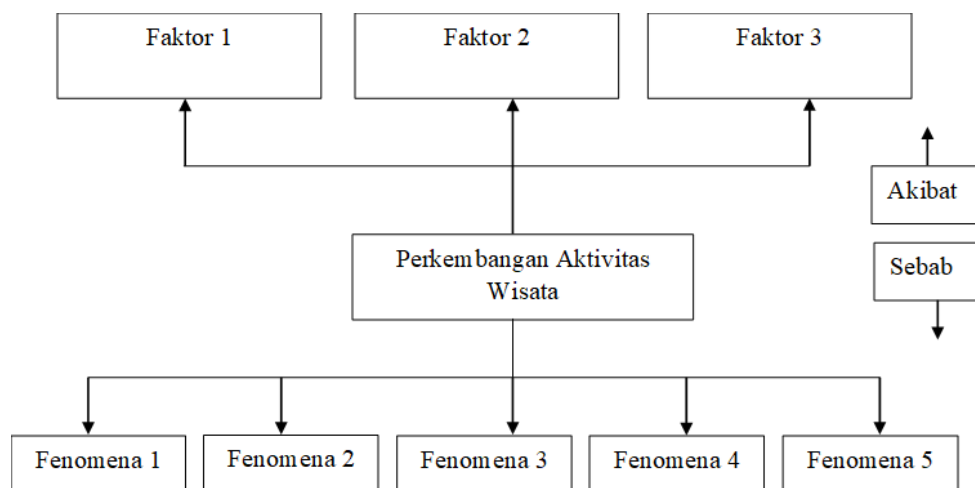 Faktor 1
Faktor 2
Faktor 3
Akibat
Perkembangan Aktivitas
Wisata
Sebab
Fenomena 1
Fenomena 2
Fenomena 3
Fenomena 4
Fenomena 5